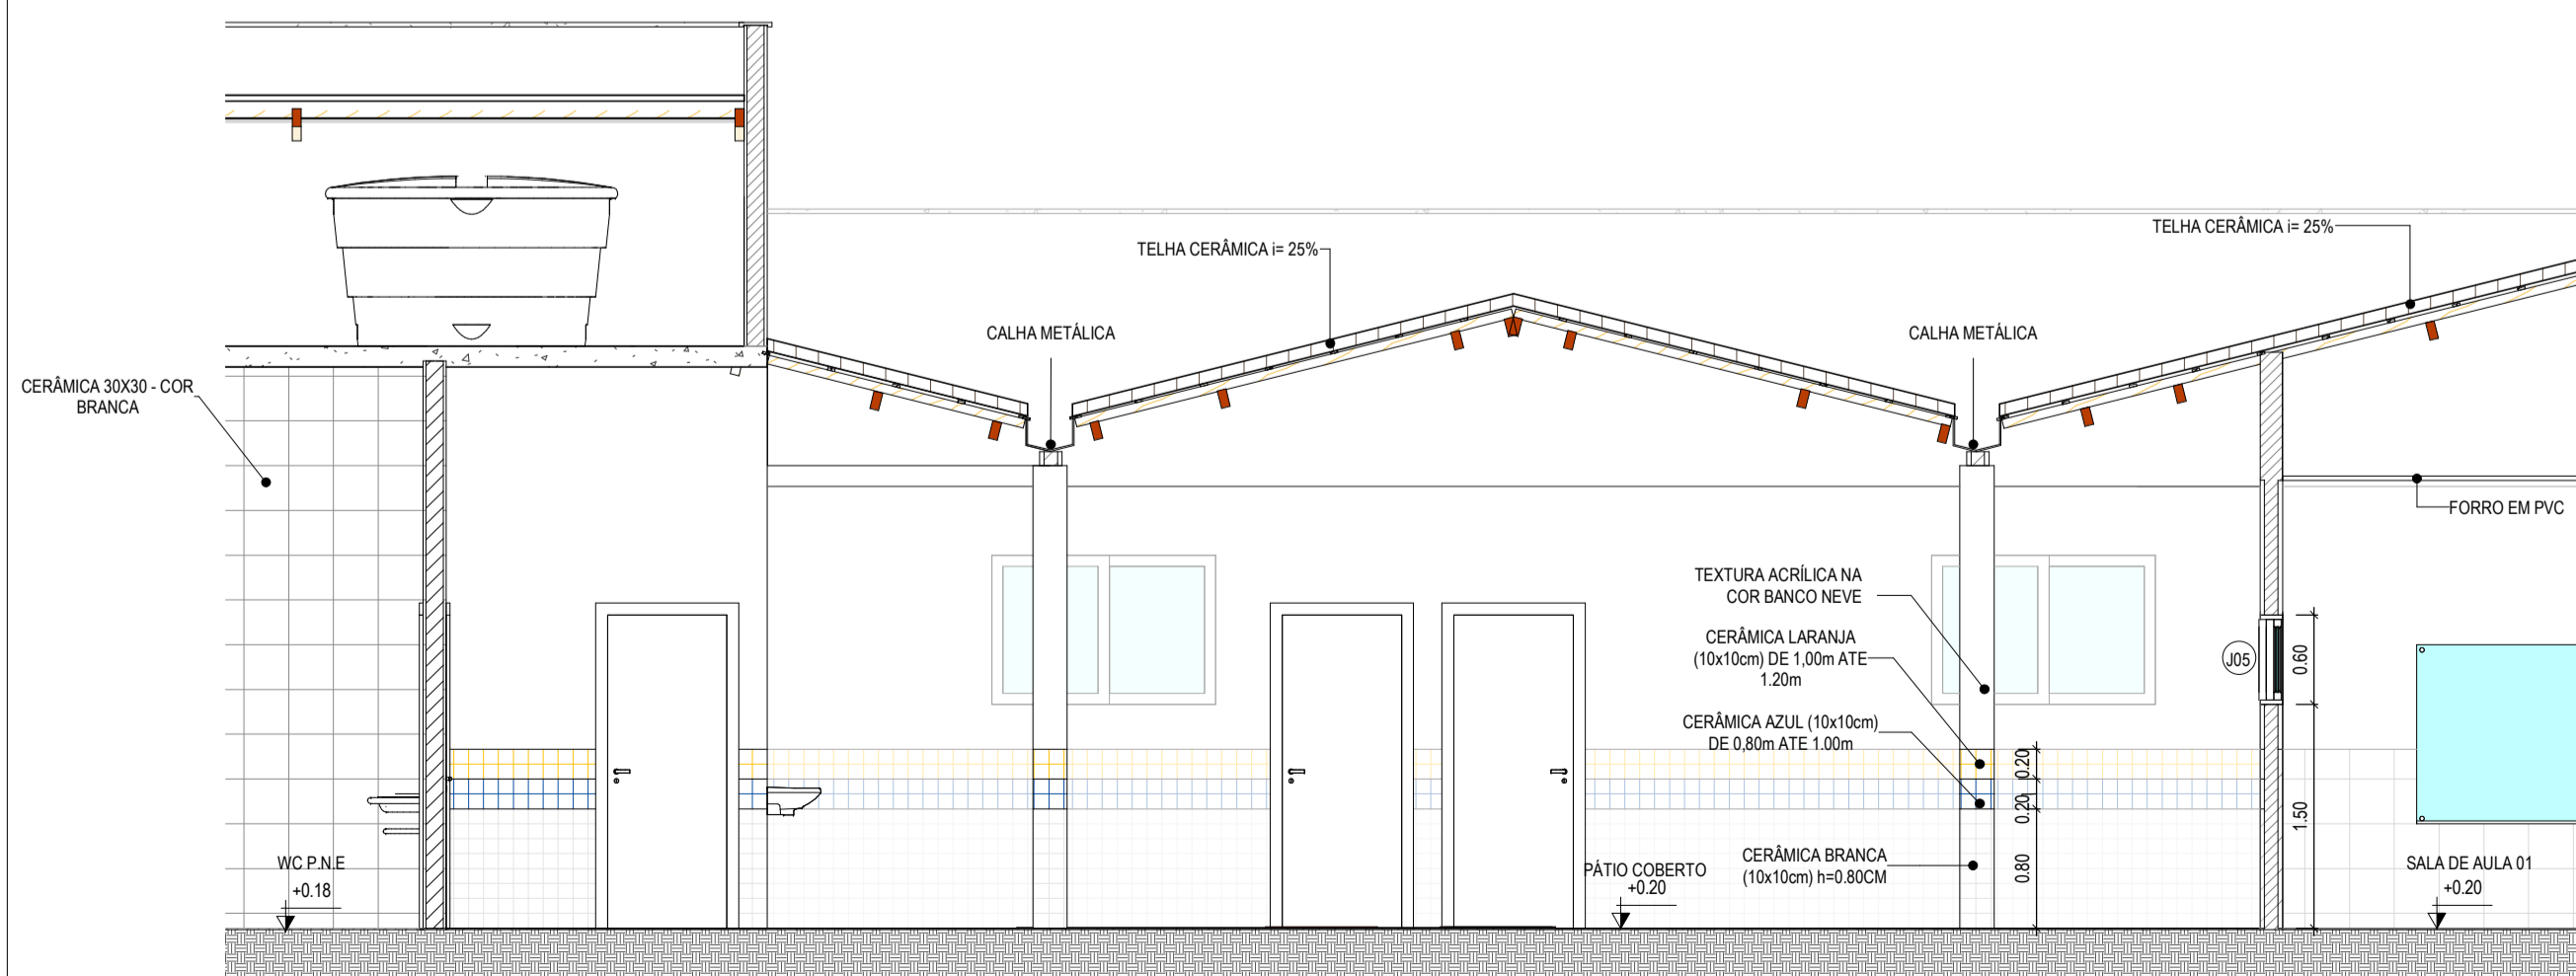 TELHA CERÂMICA i= 25%
TELHA CERÂMICA i= 25%
CALHA METÁLICA
CALHA METÁLICA
CERÂMICA 30X30 - COR
BRANCA
FORRO EM PVC
TEXTURA ACRÍLICA NA
COR BANCO NEVE
CERÂMICA LARANJA
(10x10cm) DE 1,00m ATE
1.20m
J05
0.60
CERÂMICA AZUL (10x10cm)
DE 0,80m ATE 1.00m
0.20
0.20
1.50
0.80
WC P.N.E
+0.18
PÁTIO COBERTO
+0.20
CERÂMICA BRANCA
(10x10cm) h=0.80CM
SALA DE AULA 01
+0.20